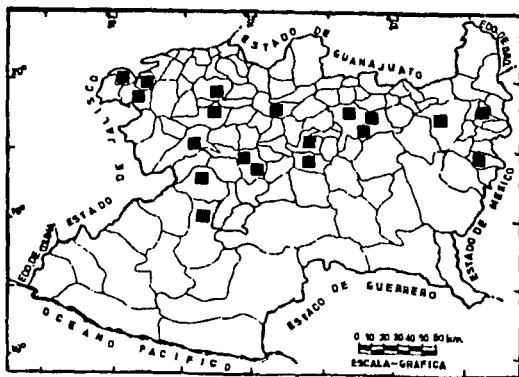 ESTADO DE GUANAJUATO
EDO. DE QRO.
ESTADO DE JALISCO
EDO. DE COLIMA
ESTADO DE MEXICO
ESTADO DE GUERRERO
OCEANO PACIFICO
0 10 20 30 40 50 60 km.
ESCALA-GRAFICA